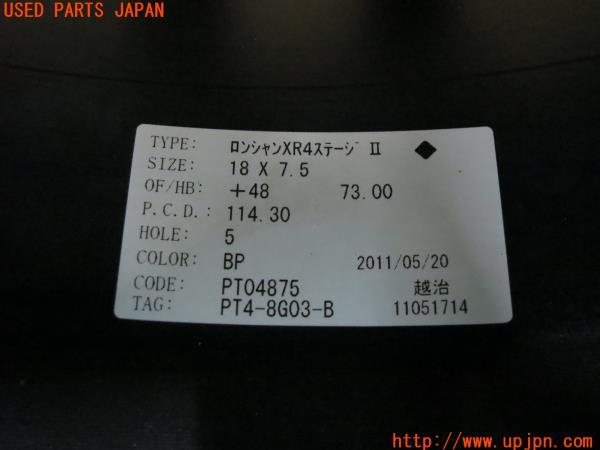 USED PARTS JAPAN
TYPE: ﾛﾝｼｬﾝXR4ｽﾃｰｼﾞ Ⅱ ◆
SIZE: 18 X 7.5
OF/HB: +48 73.00
P.C.D.: 114.30
HOLE: 5
COLOR: BP 2011/05/20
CODE: PT04875 越治
TAG: PT4-8G03-B 11051714
http://www.upjpn.com/